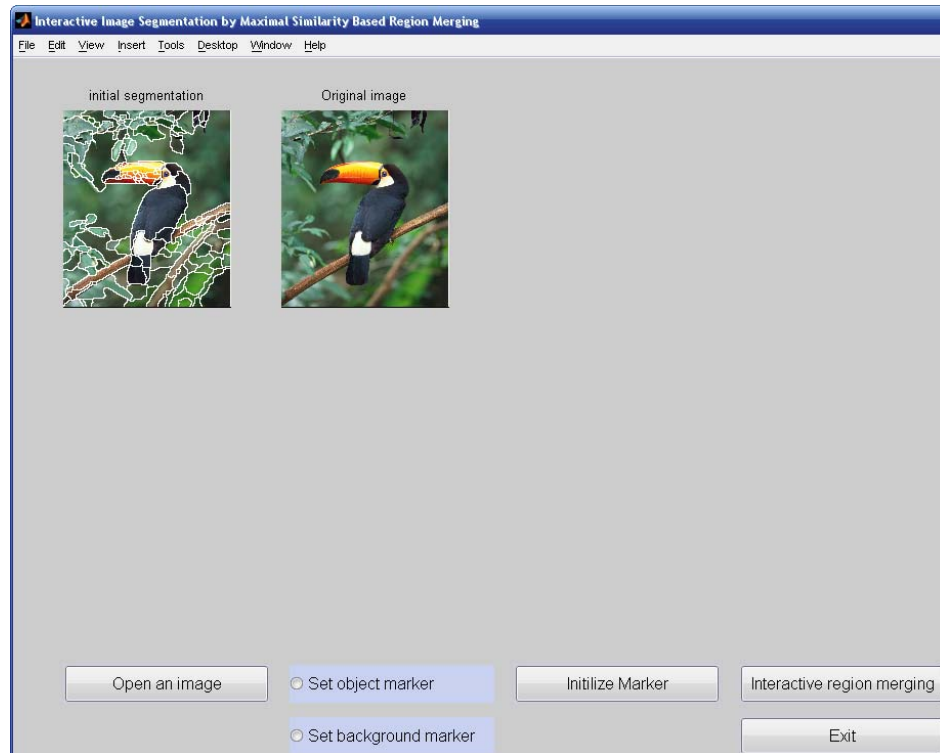 Interactive Image Segmentation by Maximal Similarity Based Region Merging
File Edit View Insert Tools Desktop Window Help
initial segmentation
Original image
Open an image
Set object marker
Initilize Marker
Interactive region merging
Set background marker
Exit